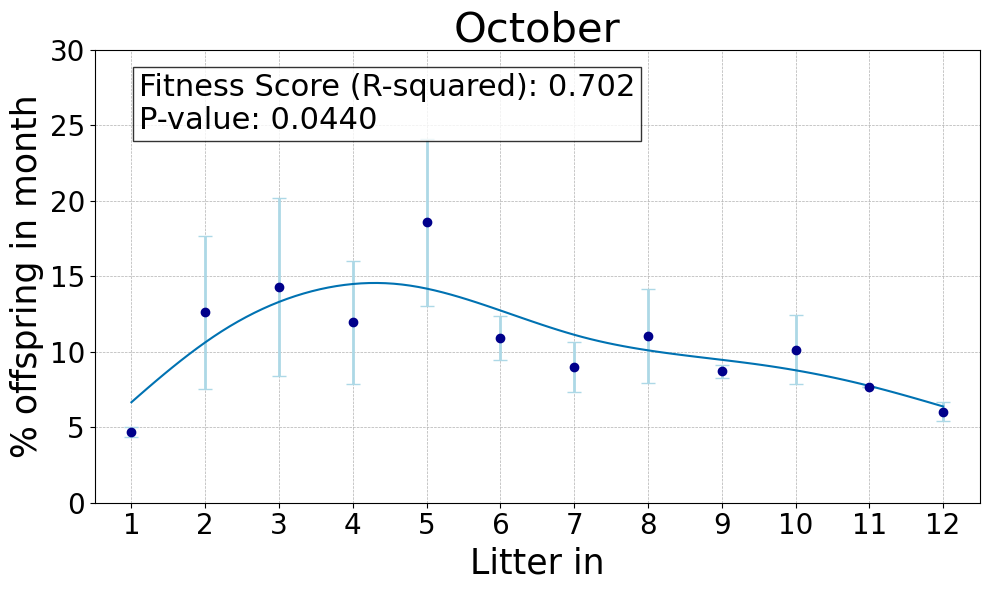 October
Fitness Score (R-squared): 0.702
P-value: 0.0440
% offspring in month
30
25
20
15
10
5
0
1 2 3 4 5 6 7 8 9 10 11 12
Litter in